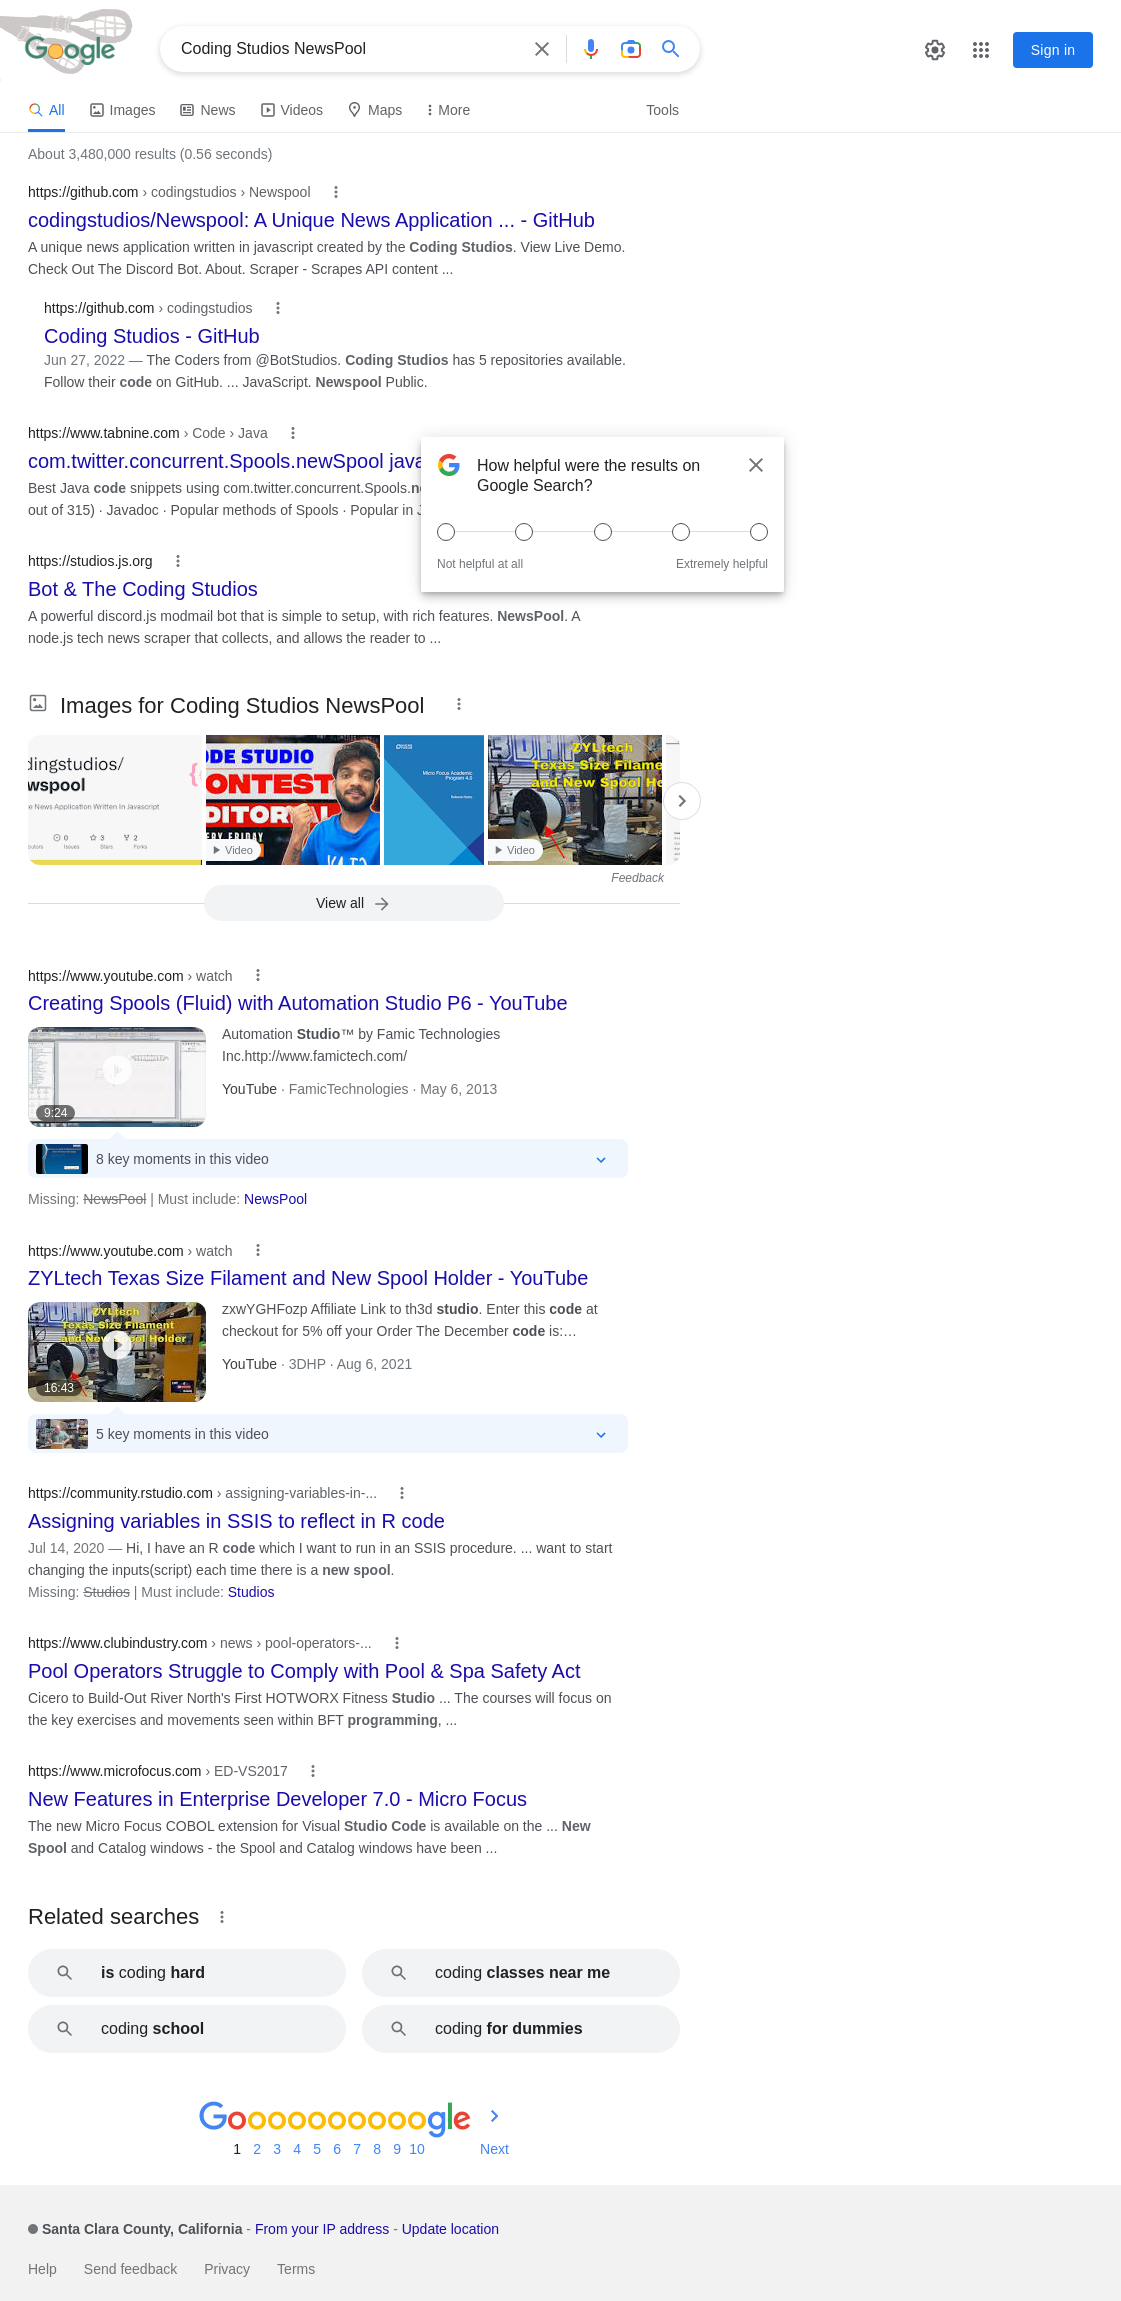 Google
Coding Studios NewsPool
Sign in
All
Images
News
Videos
Maps
More
Tools
About 3,480,000 results (0.56 seconds)
https://github.com › codingstudios › Newspool
codingstudios/Newspool: A Unique News Application ... - GitHub
A unique news application written in javascript created by the Coding Studios. View Live Demo.
Check Out The Discord Bot. About. Scraper - Scrapes API content ...
https://github.com › codingstudios
Coding Studios - GitHub
Jun 27, 2022 — The Coders from @BotStudios. Coding Studios has 5 repositories available.
Follow their code on GitHub. ... JavaScript. Newspool Public.
https://www.tabnine.com › Code › Java
com.twitter.concurrent.Spools.newSpool java
Best Java code snippets using com.twitter.concurrent.Spools.
out of 315) · Javadoc · Popular methods of Spools · Popular in
How helpful were the results on
Google Search?
Not helpful at all
Extremely helpful
https://studios.js.org
Bot & The Coding Studios
A powerful discord.js modmail bot that is simple to setup, with rich features. NewsPool. A
node.js tech news scraper that collects, and allows the reader to ...
Images for Coding Studios NewsPool
dingstudios/
wspool
e News Application Written In Javascript
0
3
2
Issues
Stars
Forks
ODE STUDIO
ONTEST
DITORIAL
ERY FRIDAY
Video
Micro Focus Academic
Program 4.0
ZYLtech
Texas Size Filame
and New Spool Ho
Video
Feedback
View all
https://www.youtube.com › watch
Creating Spools (Fluid) with Automation Studio P6 - YouTube
Automation Studio™ by Famic Technologies
Inc.http://www.famictech.com/
YouTube · FamicTechnologies · May 6, 2013
9:24
8 key moments in this video
Missing: NewsPool | Must include: NewsPool
https://www.youtube.com › watch
ZYLtech Texas Size Filament and New Spool Holder - YouTube
ZYLtech
Texas Size Filament
and New Spool Holder
zxwYGHFozp Affiliate Link to th3d studio. Enter this code at
checkout for 5% off your Order The December code is:…
YouTube · 3DHP · Aug 6, 2021
16:43
5 key moments in this video
https://community.rstudio.com › assigning-variables-in-...
Assigning variables in SSIS to reflect in R code
Jul 14, 2020 — Hi, I have an R code which I want to run in an SSIS procedure. ... want to start
changing the inputs(script) each time there is a new spool.
Missing: Studios | Must include: Studios
https://www.clubindustry.com › news › pool-operators-...
Pool Operators Struggle to Comply with Pool & Spa Safety Act
Cicero to Build-Out River North's First HOTWORX Fitness Studio ... The courses will focus on
the key exercises and movements seen within BFT programming, ...
https://www.microfocus.com › ED-VS2017
New Features in Enterprise Developer 7.0 - Micro Focus
The new Micro Focus COBOL extension for Visual Studio Code is available on the ... New
Spool and Catalog windows - the Spool and Catalog windows have been ...
Related searches
is coding hard
coding classes near me
coding school
coding for dummies
Goooooooooogle
1 2 3 4 5 6 7 8 9 10 Next
Santa Clara County, California - From your IP address - Update location
Help
Send feedback
Privacy
Terms